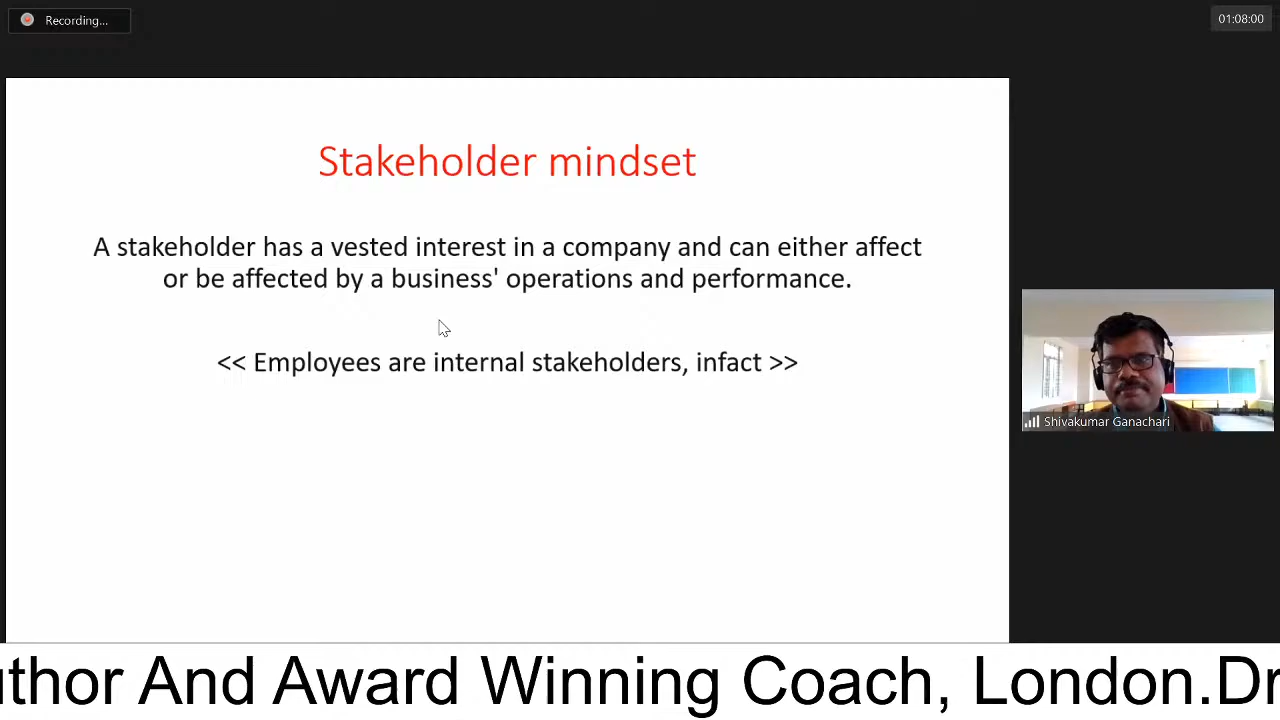 Recording...
01:08:00
Stakeholder mindset
A stakeholder has a vested interest in a company and can either affect
or be affected by a business' operations and performance.
<< Employees are internal stakeholders, infact >>
Shivakumar Ganachari
uthor And Award Winning Coach, London.Dr